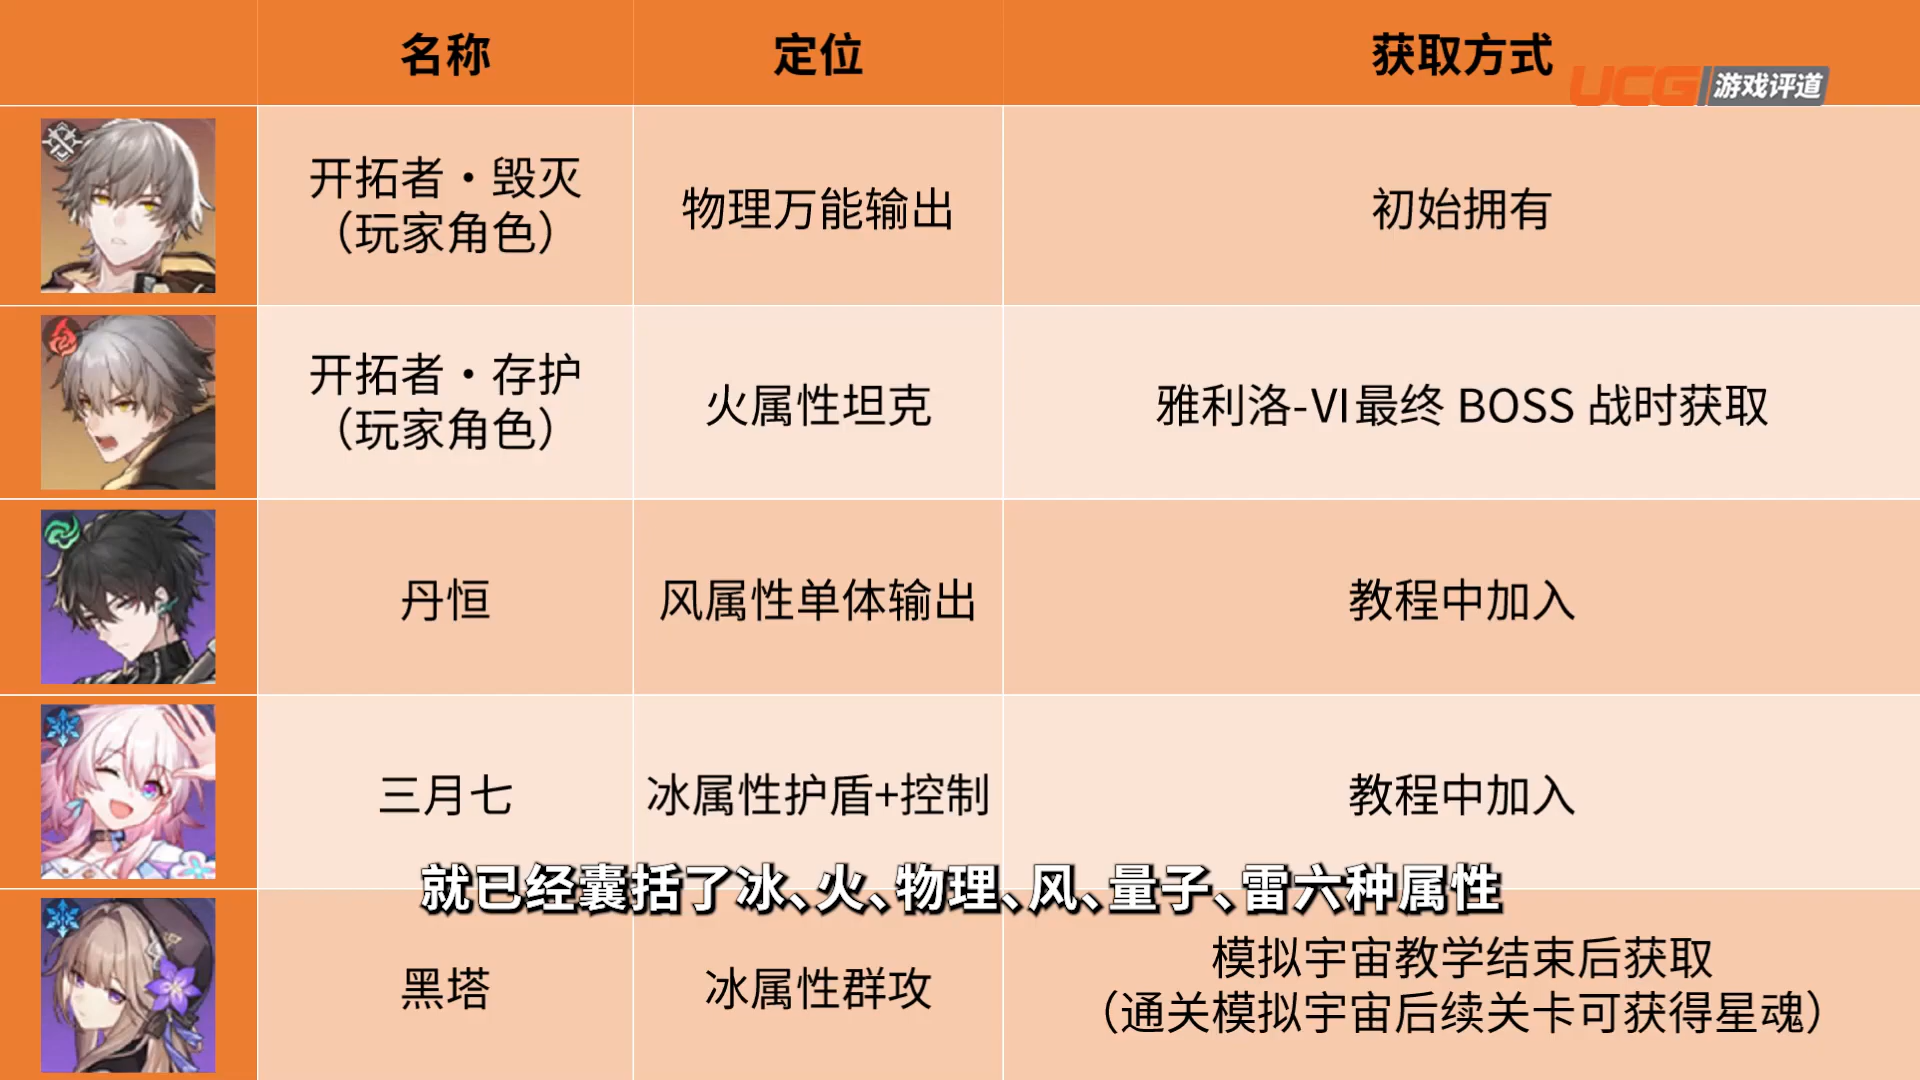 名称
定位
获取方式
UCG 游戏评道
开拓者·毁灭
（玩家角色）
物理万能输出
初始拥有
开拓者·存护
（玩家角色）
火属性坦克
雅利洛-VI最终 BOSS 战时获取
丹恒
风属性单体输出
教程中加入
三月七
冰属性护盾+控制
教程中加入
就已经囊括了冰、火、物理、风、量子、雷六种属性
黑塔
冰属性群攻
模拟宇宙教学结束后获取
（通关模拟宇宙后续关卡可获得星魂）